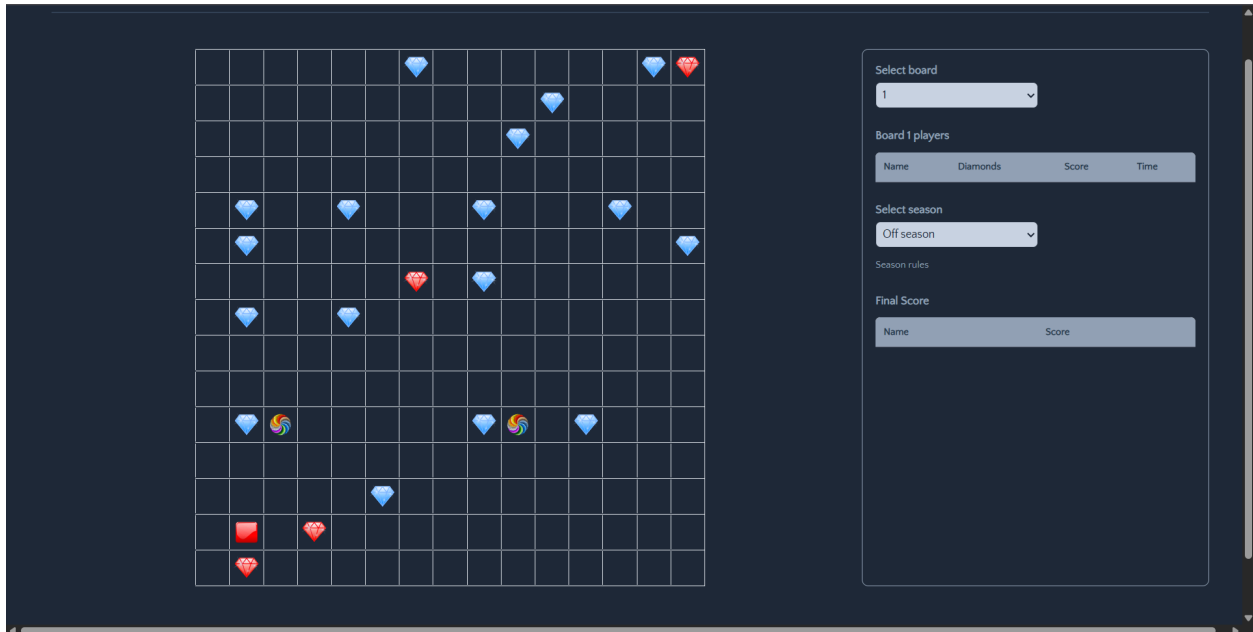 Select board
1
Board 1 players
Name Diamonds Score Time
Select season
Off season
Season rules
Final Score
Name Score